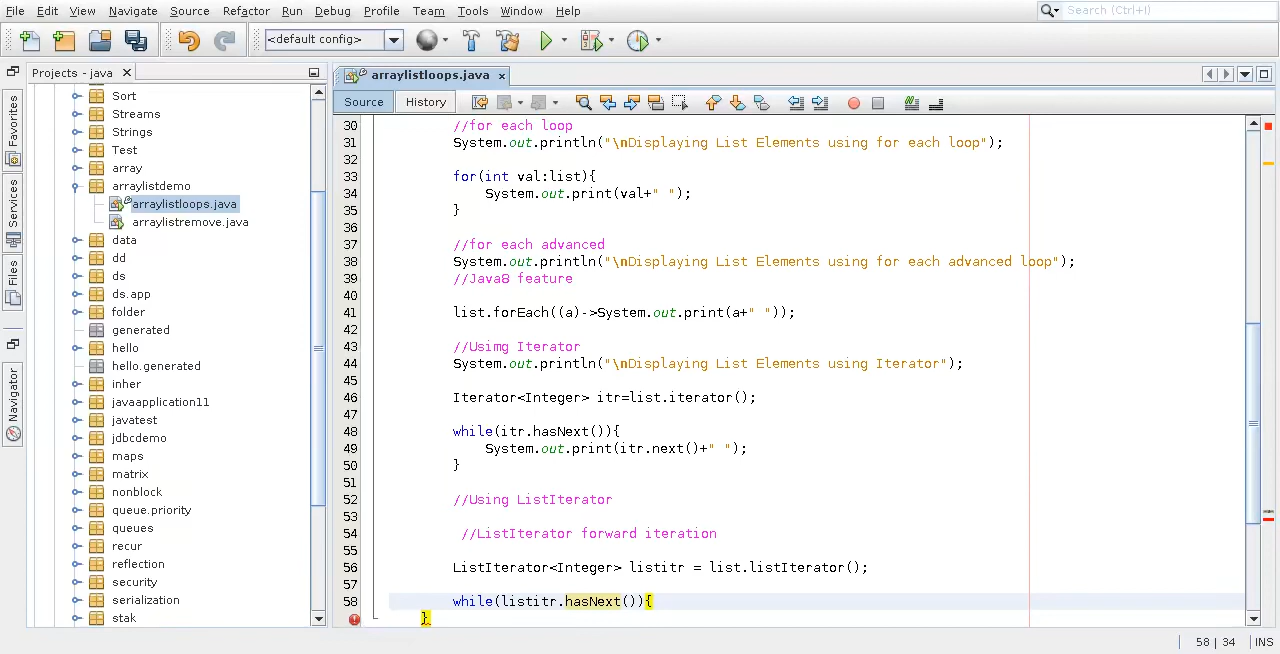 File Edit View Navigate Source Refactor Run Debug Profile Team Tools Window Help
Search (Ctrl+I)
<default config>
Projects - java ×
arraylistloops.java ×
Source History
Favorites
Services
Files
Navigator
Sort
Streams
Strings
Test
array
arraylistdemo
arraylistloops.java
arraylistremove.java
data
dd
ds
ds.app
folder
generated
hello
hello.generated
inher
javaapplication11
javatest
jdbcdemo
maps
matrix
nonblock
queue.priority
queues
recur
reflection
security
serialization
stak
30 //for each loop
31 System.out.println("\nDisplaying List Elements using for each loop");
32
33 for(int val:list){
34 System.out.print(val+" ");
35 }
36
37 //for each advanced
38 System.out.println("\nDisplaying List Elements using for each advanced loop");
39 //Java8 feature
40
41 list.forEach((a)->System.out.print(a+" "));
42
43 //Usimg Iterator
44 System.out.println("\nDisplaying List Elements using Iterator");
45
46 Iterator<Integer> itr=list.iterator();
47
48 while(itr.hasNext()){
49 System.out.print(itr.next()+" ");
50 }
51
52 //Using ListIterator
53
54 //ListIterator forward iteration
55
56 ListIterator<Integer> listitr = list.listIterator();
57
58 while(listitr.hasNext()){
}
58 | 34 INS